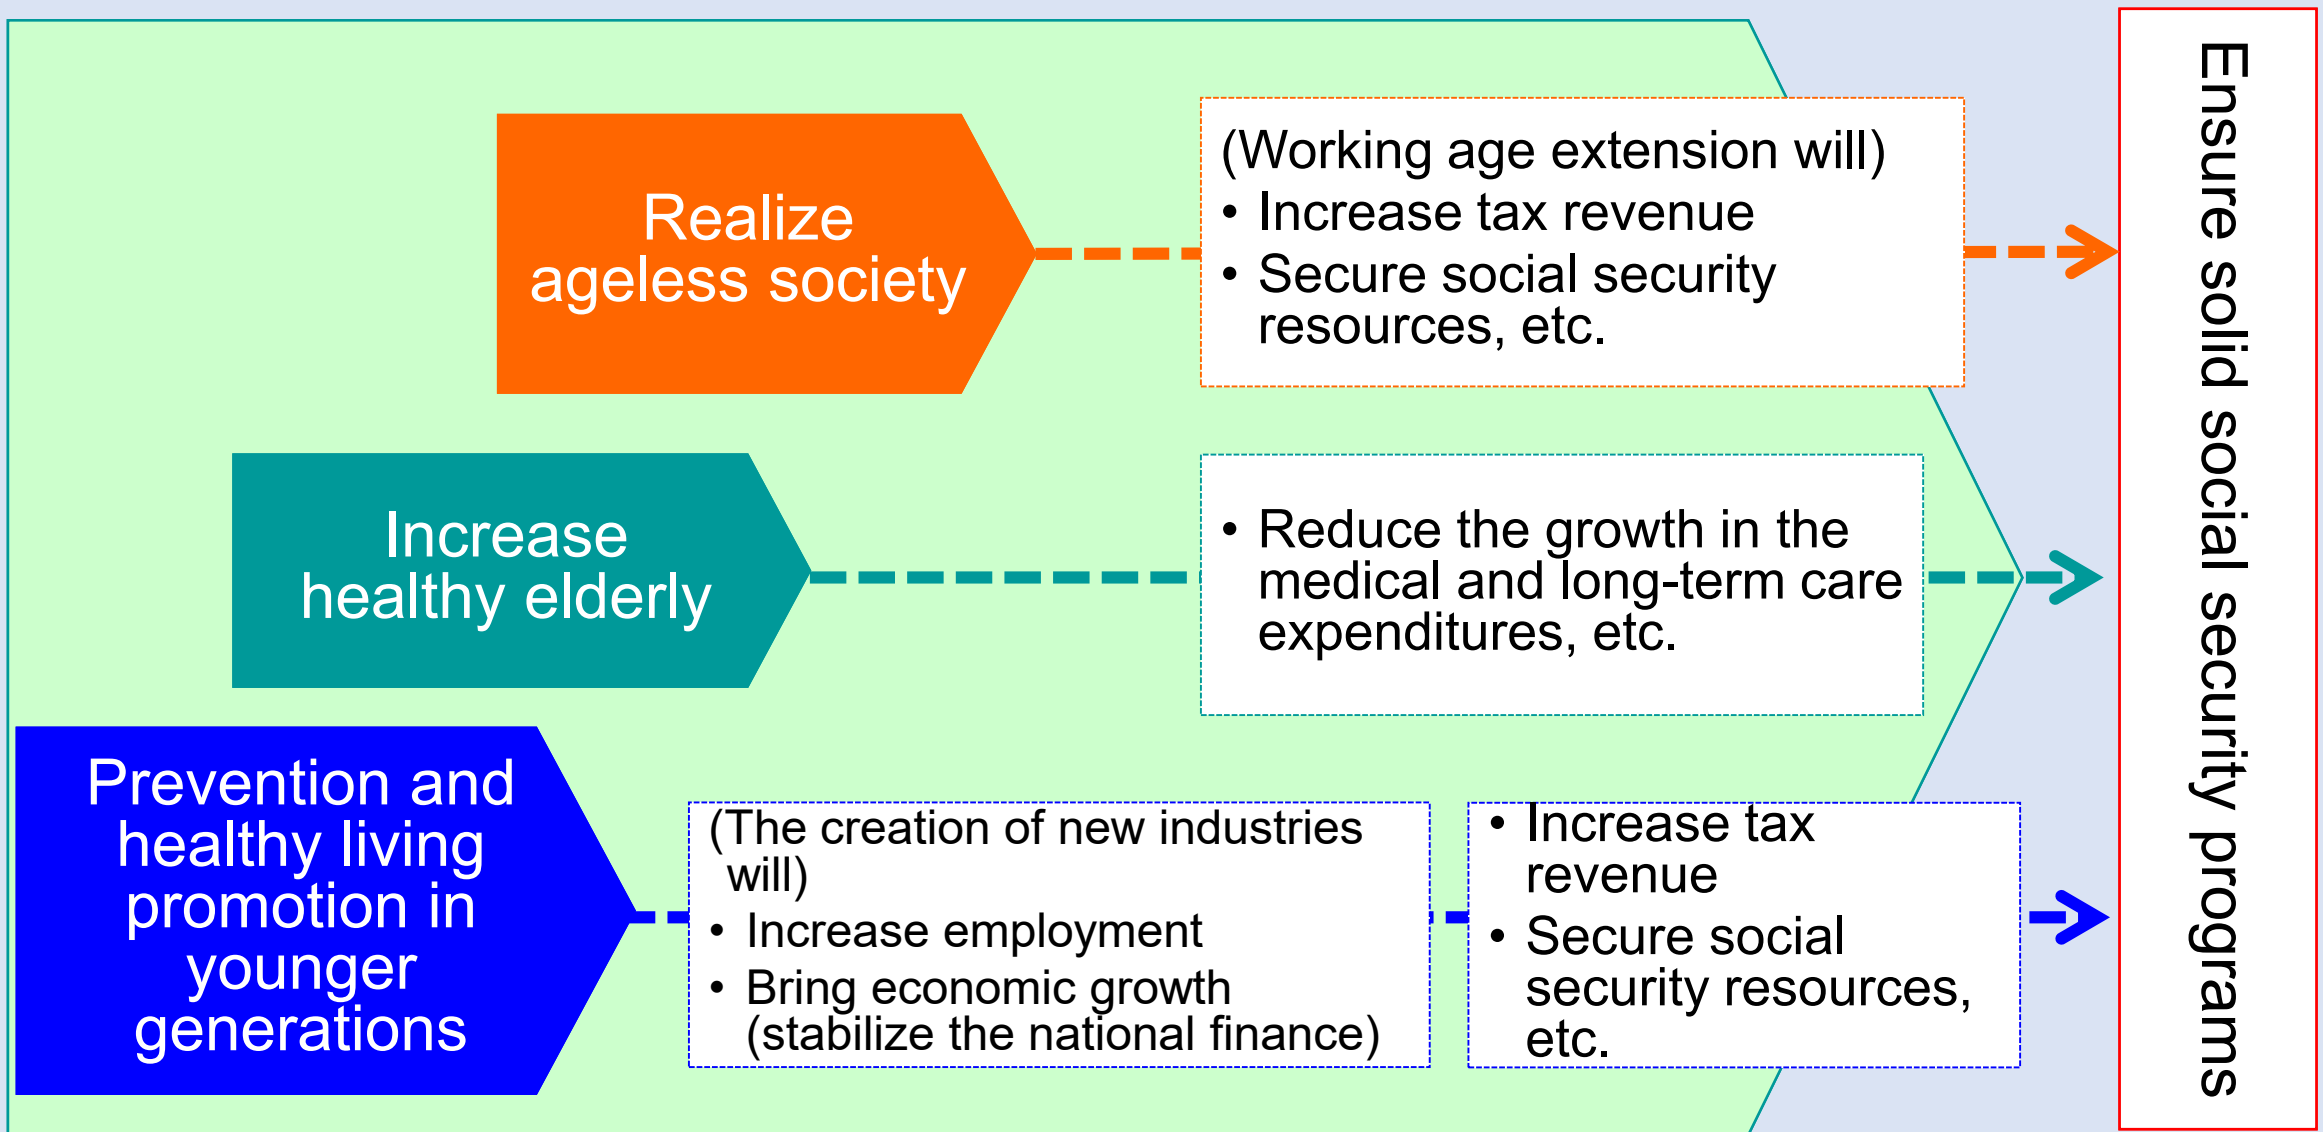 Realize
ageless society
(Working age extension will)
• Increase tax revenue
• Secure social security
resources, etc.
Increase
healthy elderly
• Reduce the growth in the
medical and long-term care
expenditures, etc.
Prevention and
healthy living
promotion in
younger
generations
(The creation of new industries
will)
• Increase employment
• Bring economic growth
(stabilize the national finance)
• Increase tax
revenue
• Secure social
security resources,
etc.
Ensure solid social security programs